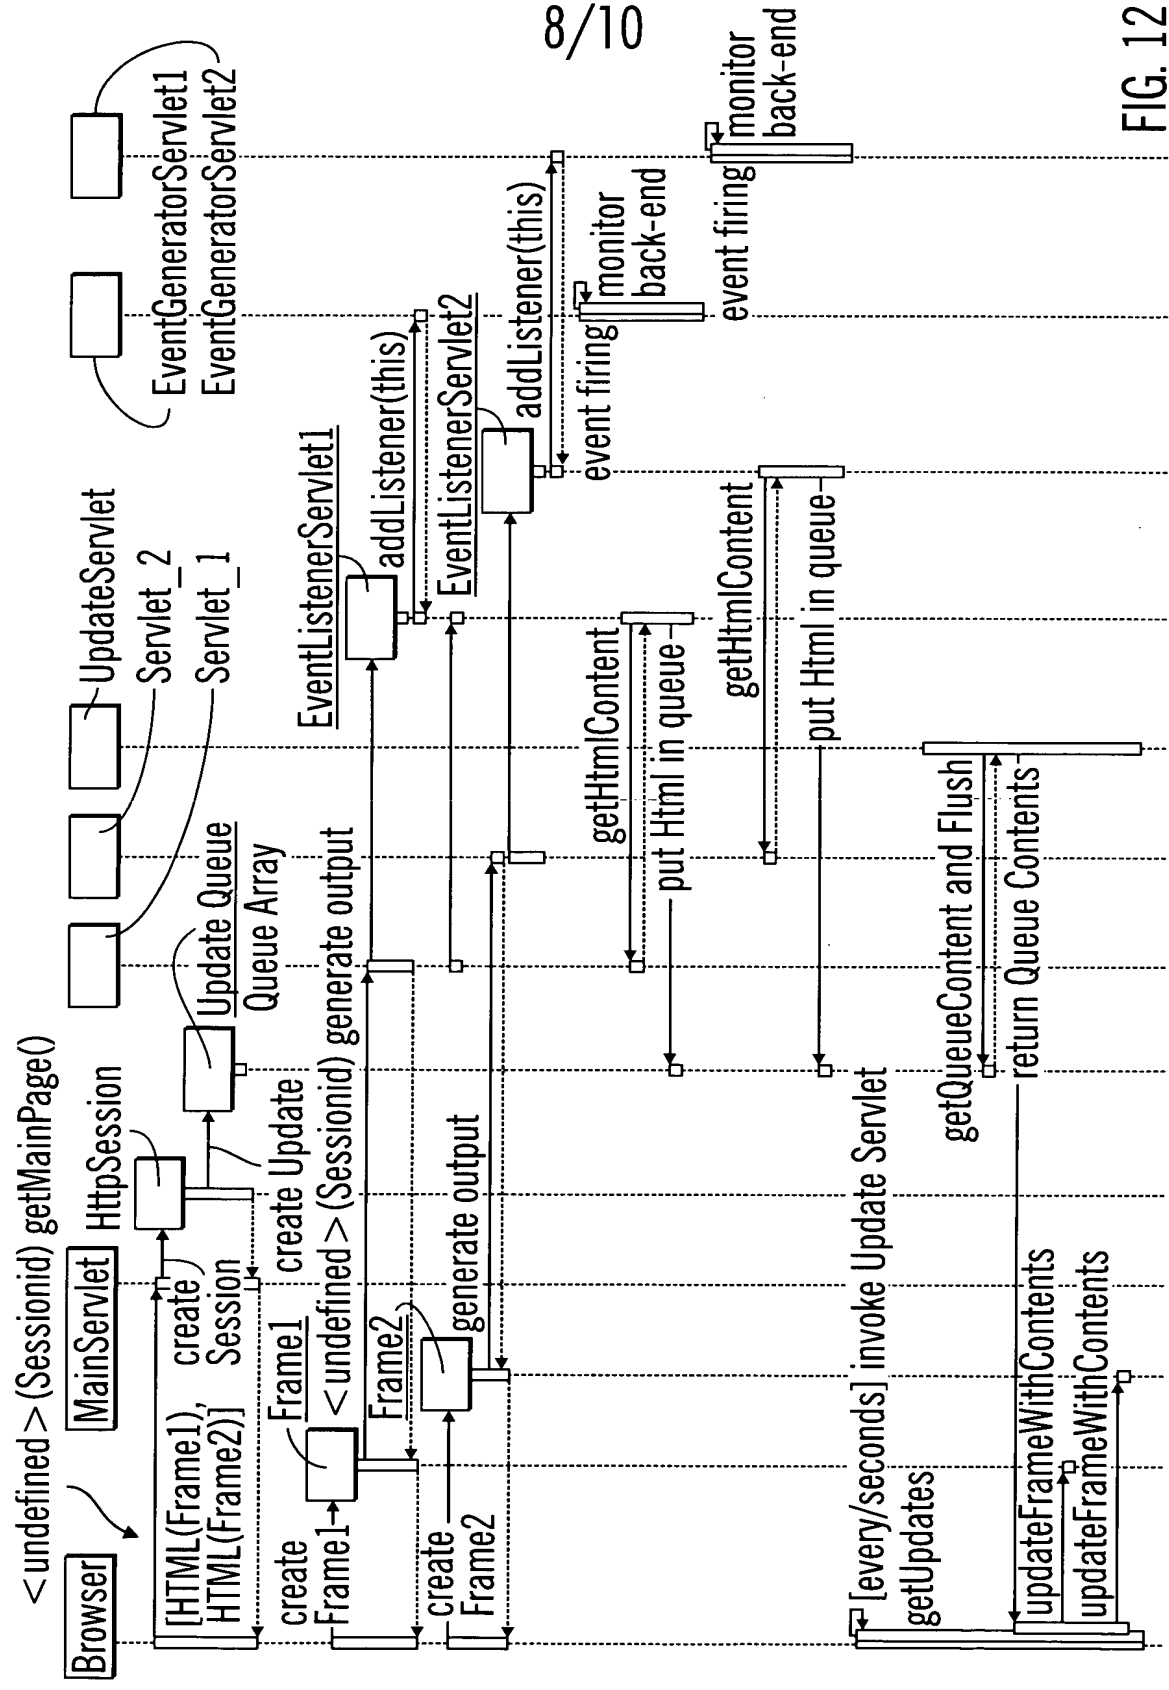 8/10
<undefined> (Sessionid) getMainPage()
Browser
MainServlet
HttpSession
UpdateServlet
Servlet_2
Servlet_1
EventGeneratorServlet1
EventGeneratorServlet2
[HTML(Frame1),
HTML(Frame2)]
create
Session
Update Queue
Queue Array
create Update
create
Frame1
Frame1
<undefined> (Sessionid) generate output
EventListenerServlet1
addListener(this)
Frame2
create
Frame2
generate output
EventListenerServlet2
addListener(this)
event firing
monitor
back-end
getHtmlContent
put Html in queue
event firing
monitor
back-end
getHtmlContent
put Html in queue
[every/seconds] invoke Update Servlet
getUpdates
getQueueContent and Flush
return Queue Contents
updateFrameWithContents
updateFrameWithContents
FIG. 12